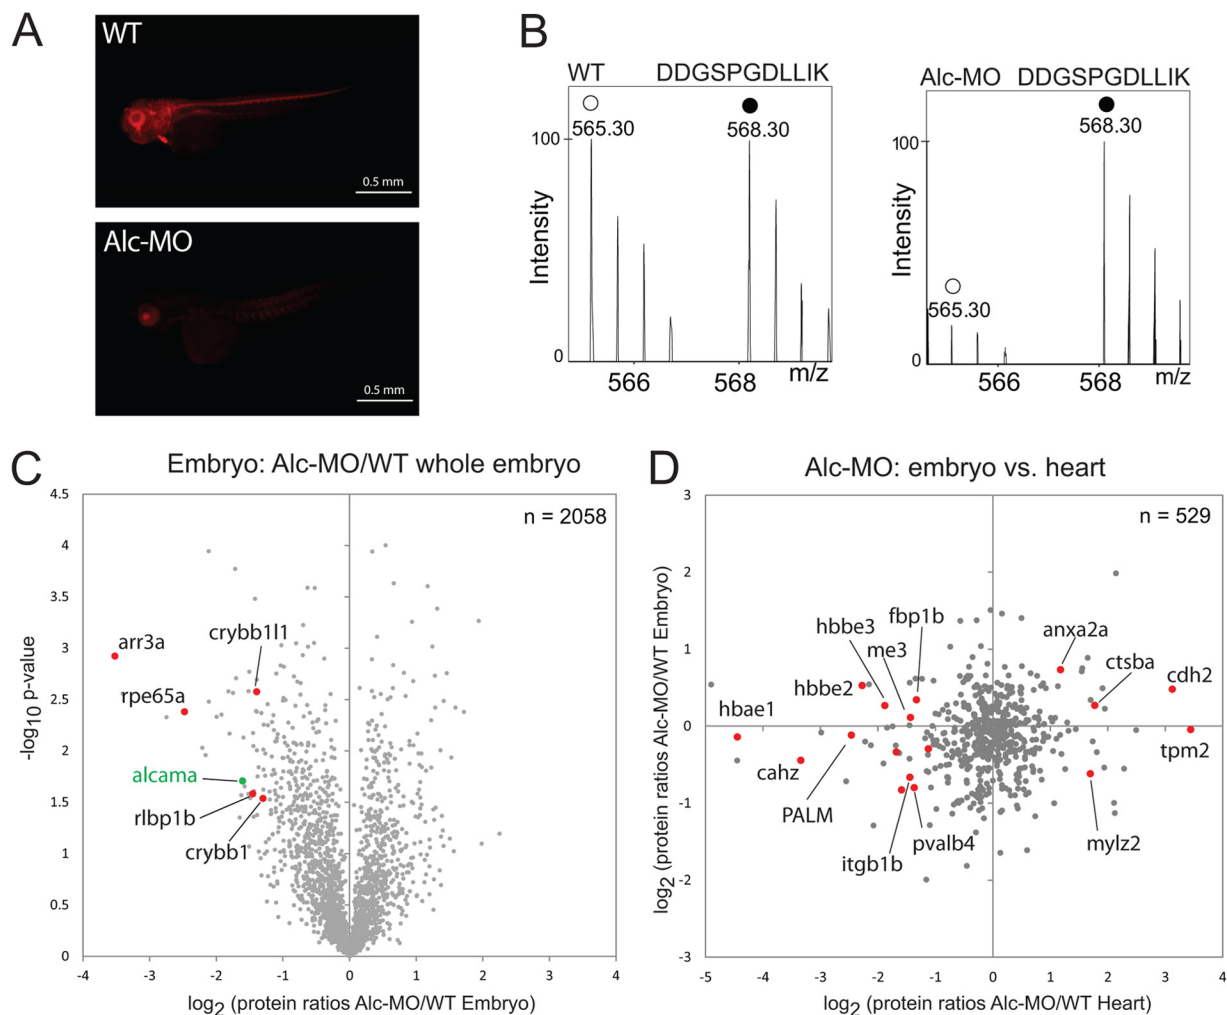 A
WT
0.5 mm
Alc-MO
0.5 mm
B
WT DDGSPGDLLIK
565.30
568.30
100
Intensity
0
566
568
m/z
Alc-MO DDGSPGDLLIK
568.30
100
Intensity
565.30
0
566
568
m/z
C
Embryo: Alc-MO/WT whole embryo
n = 2058
4.5
4
3.5
3
2.5
2
1.5
1
0.5
0
-log10 p-value
arr3a
crybb1l1
rpe65a
alcama
rlbp1b
crybb1
-4 -3 -2 -1 0 1 2 3 4
log2 (protein ratios Alc-MO/WT Embryo)
D
Alc-MO: embryo vs. heart
n = 529
3
2
1
0
-1
-2
-3
log2 (protein ratios Alc-MO/WT Embryo)
hbbe3
fbp1b
me3
anxa2a
ctsba
cdh2
hbbe2
hbae1
tpm2
cahz
PALM
itgb1b
pvalb4
mylz2
-5 -4 -3 -2 -1 0 1 2 3 4
log2 (protein ratios Alc-MO/WT Heart)